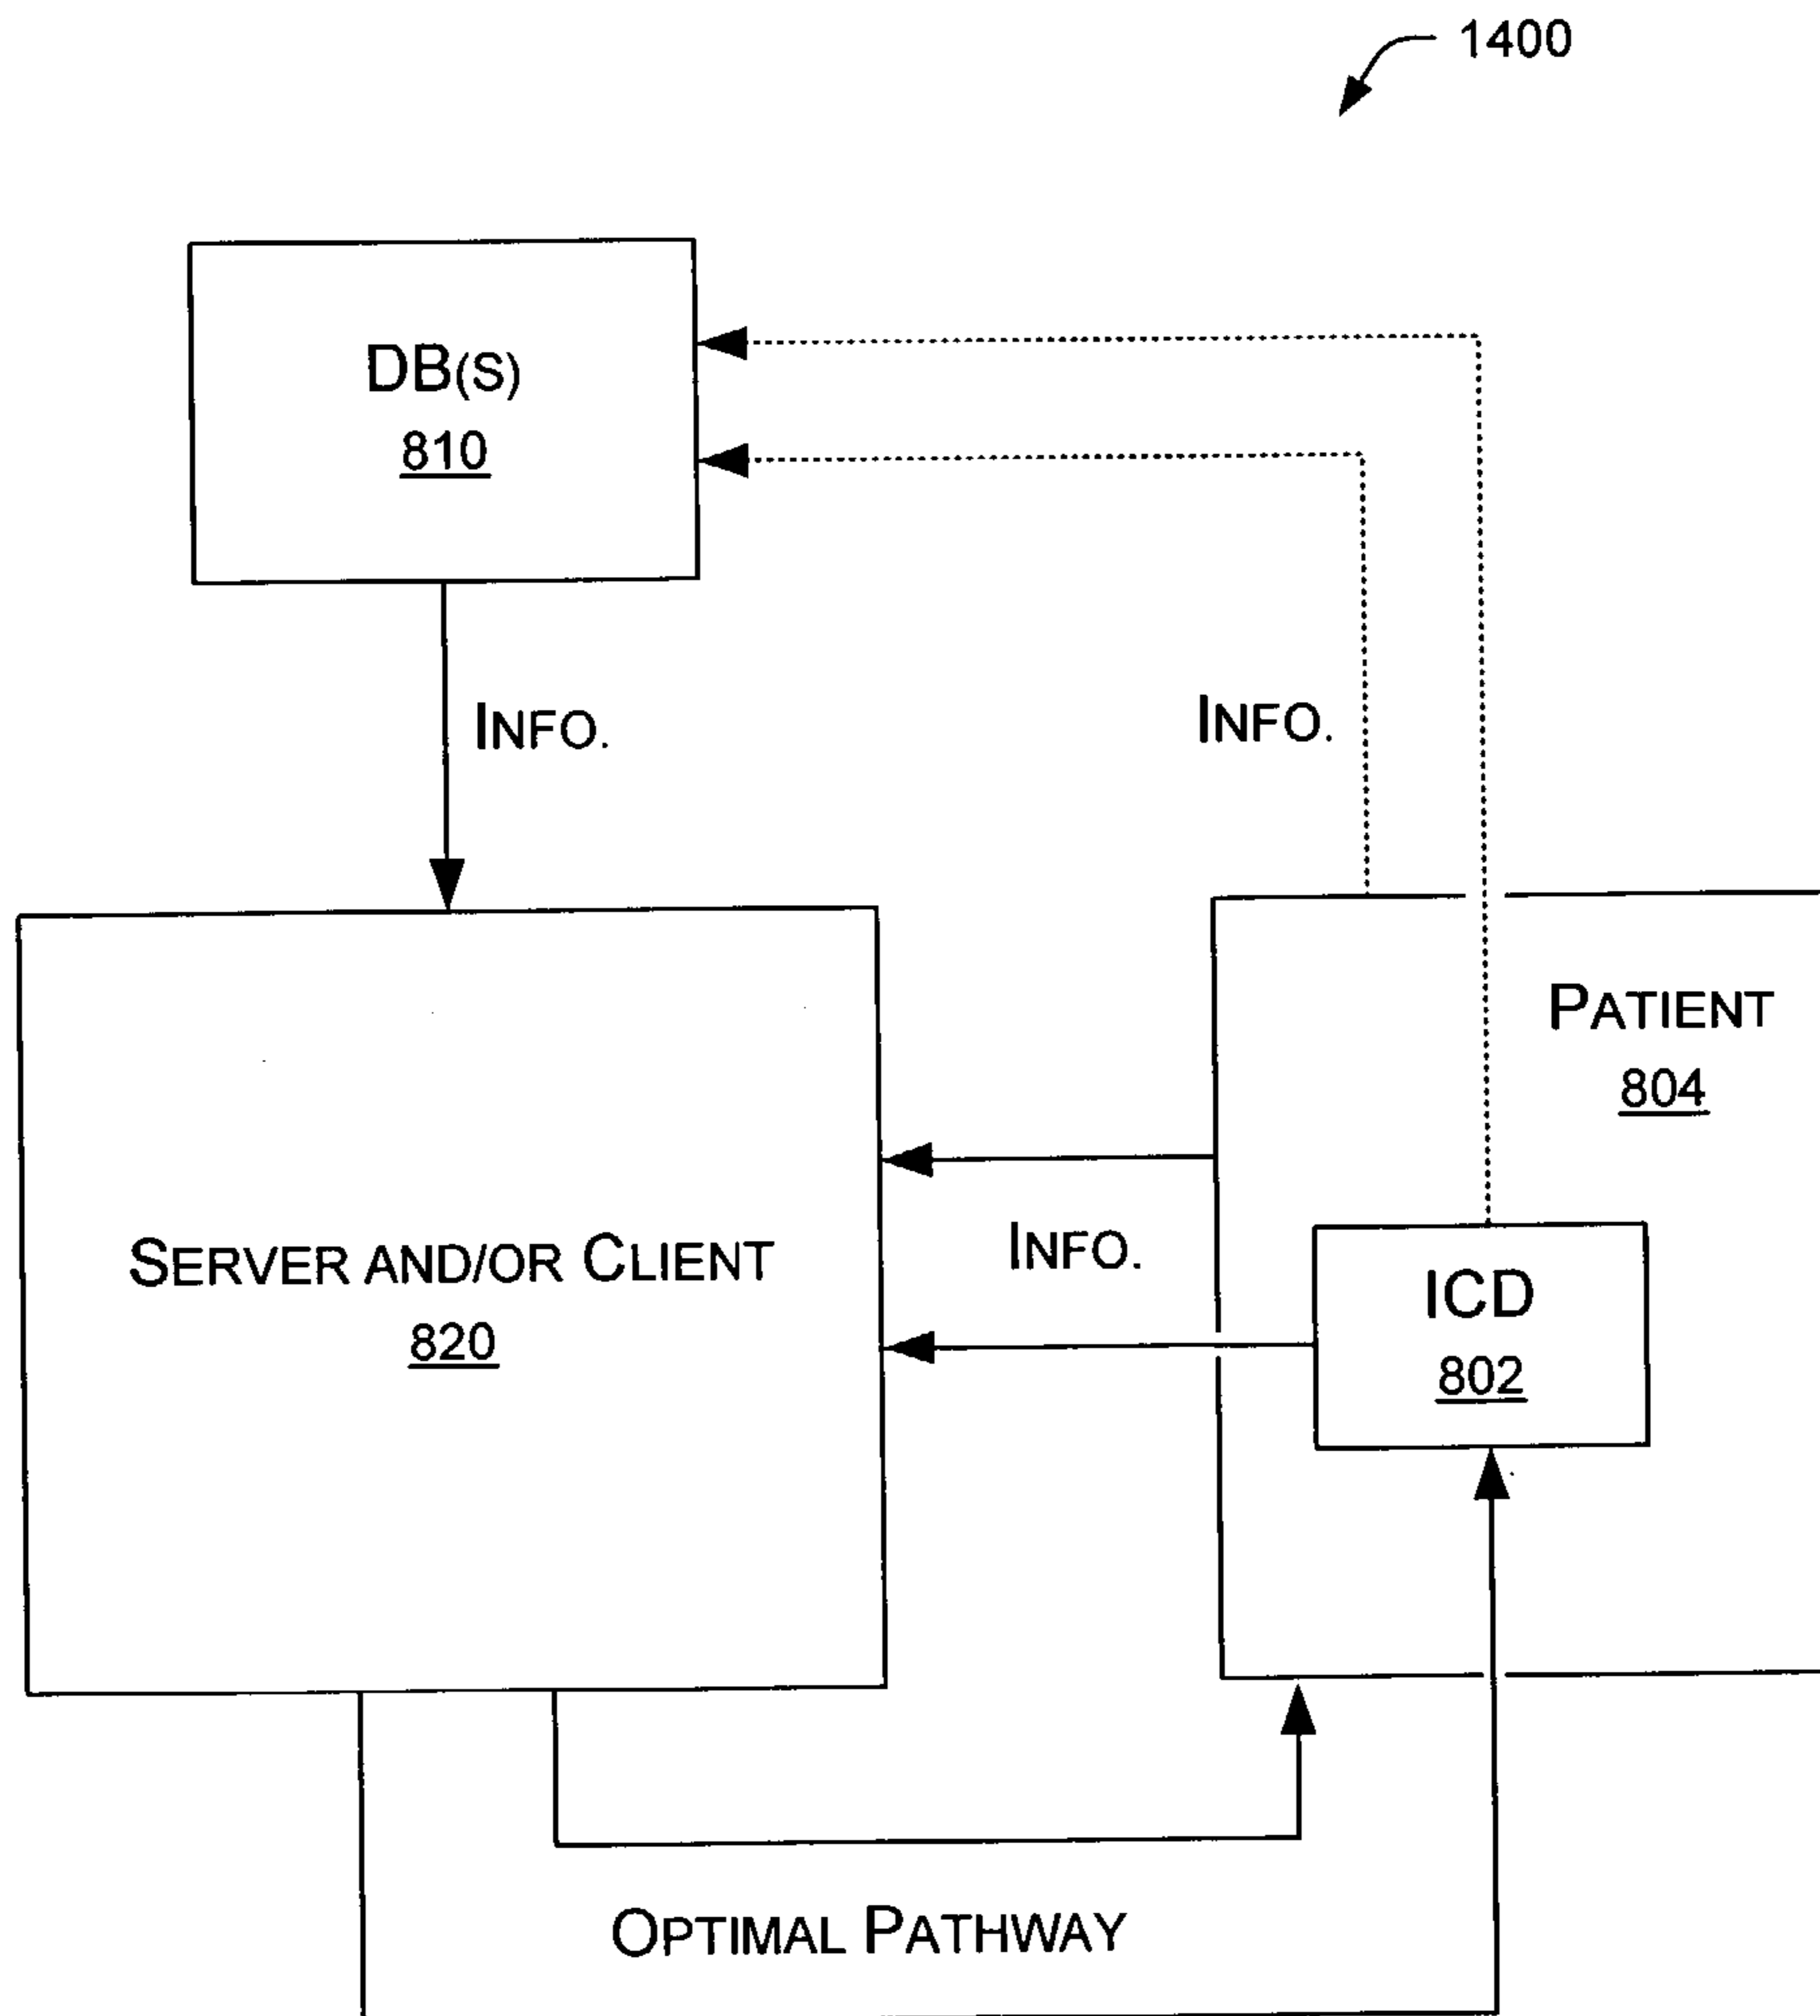 1400
DB(S)
810
INFO.
INFO.
PATIENT
804
SERVER AND/OR CLIENT
820
INFO.
ICD
802
OPTIMAL PATHWAY